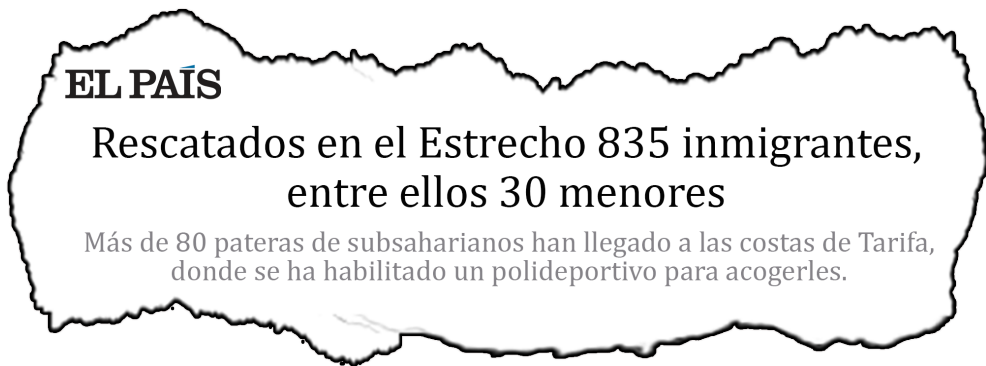 EL PAÍS
Rescatados en el Estrecho 835 inmigrantes,
entre ellos 30 menores
Más de 80 pateras de subsaharianos han llegado a las costas de Tarifa,
donde se ha habilitado un polideportivo para acogerles.